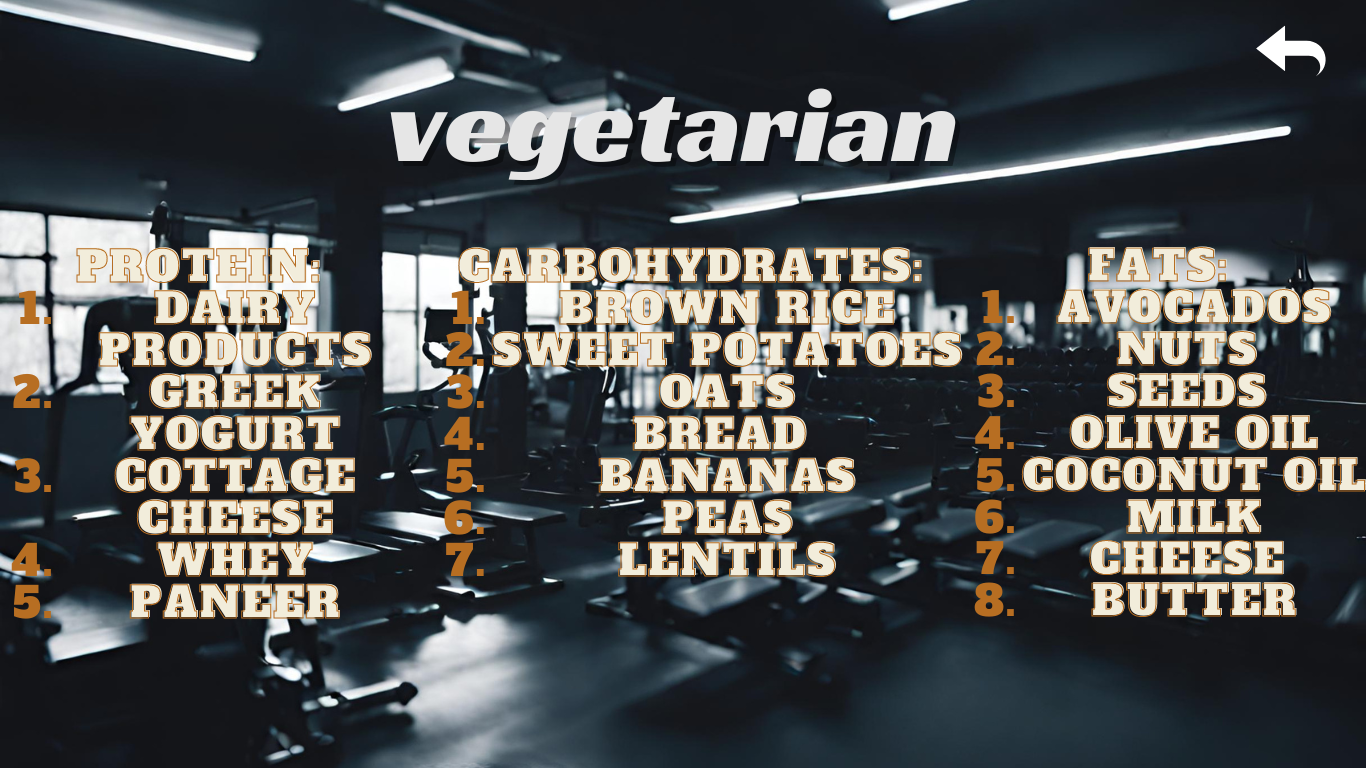 vegetarian
PROTEIN:
1. DAIRY
PRODUCTS
2. GREEK
YOGURT
3. COTTAGE
CHEESE
4. WHEY
5. PANEER
CARBOHYDRATES:
1. BROWN RICE
2. SWEET POTATOES
3. OATS
4. BREAD
5. BANANAS
6. PEAS
7. LENTILS
FATS:
1. AVOCADOS
2. NUTS
3. SEEDS
4. OLIVE OIL
5. COCONUT OIL
6. MILK
7. CHEESE
8. BUTTER